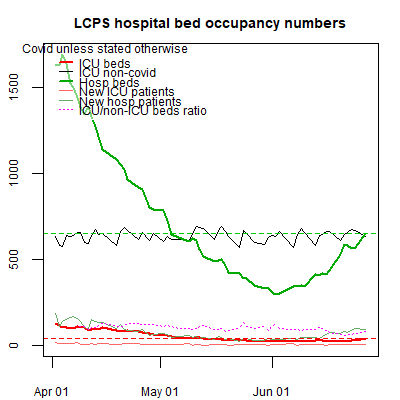 LCPS hospital bed occupancy numbers
Covid unless stated otherwise
ICU beds
ICU non-covid
Hosp beds
New ICU patients
New hosp patients
ICU/non-ICU beds ratio
1500
1000
500
0
Apr 01 May 01 Jun 01